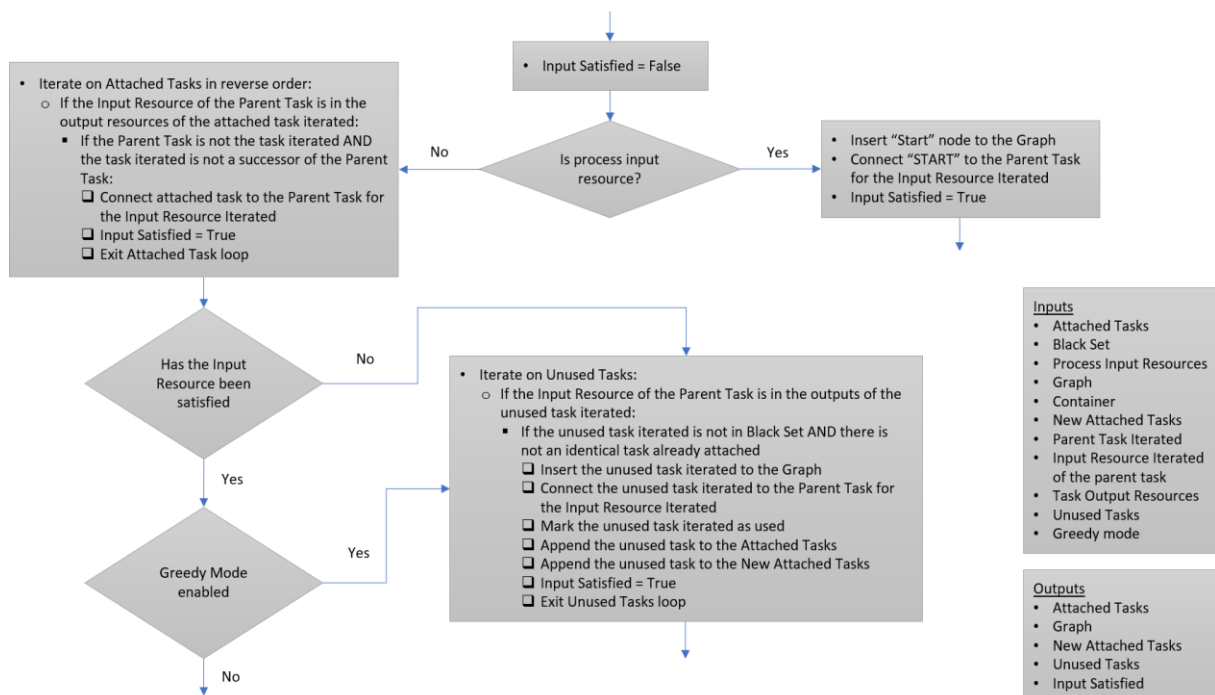 • Input Satisfied = False
Is process input
resource?
No
Yes
• Insert “Start” node to the Graph
• Connect “START” to the Parent Task
for the Input Resource Iterated
• Input Satisfied = True
• Iterate on Attached Tasks in reverse order:
o If the Input Resource of the Parent Task is in the
output resources of the attached task iterated:
▪ If the Parent Task is not the task iterated AND
the task iterated is not a successor of the Parent
Task:
❑ Connect attached task to the Parent Task for
the Input Resource Iterated
❑ Input Satisfied = True
❑ Exit Attached Task loop
Has the Input
Resource been
satisfied
No
Yes
Greedy Mode
enabled
Yes
No
• Iterate on Unused Tasks:
o If the Input Resource of the Parent Task is in the outputs of the
unused task iterated:
▪ If the unused task iterated is not in Black Set AND there is
not an identical task already attached
❑ Insert the unused task iterated to the Graph
❑ Connect the unused task iterated to the Parent Task for
the Input Resource Iterated
❑ Mark the unused task iterated as used
❑ Append the unused task to the Attached Tasks
❑ Append the unused task to the New Attached Tasks
❑ Input Satisfied = True
❑ Exit Unused Tasks loop
Inputs
• Attached Tasks
• Black Set
• Process Input Resources
• Graph
• Container
• New Attached Tasks
• Parent Task Iterated
• Input Resource Iterated
of the parent task
• Task Output Resources
• Unused Tasks
• Greedy mode
Outputs
• Attached Tasks
• Graph
• New Attached Tasks
• Unused Tasks
• Input Satisfied